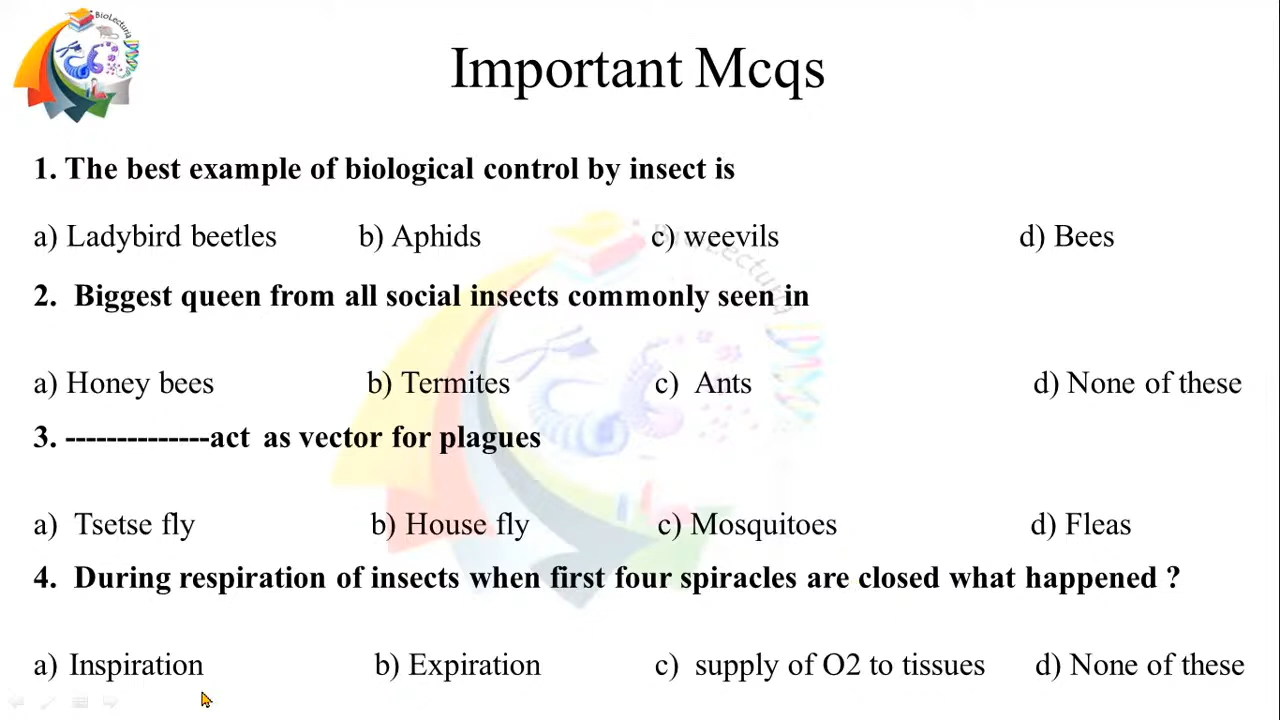 BioLecturia
Important Mcqs
1. The best example of biological control by insect is
a) Ladybird beetles b) Aphids c) weevils d) Bees
2. Biggest queen from all social insects commonly seen in
a) Honey bees b) Termites c) Ants d) None of these
3. --------------act as vector for plagues
a) Tsetse fly b) House fly c) Mosquitoes d) Fleas
4. During respiration of insects when first four spiracles are closed what happened ?
a) Inspiration b) Expiration c) supply of O2 to tissues d) None of these